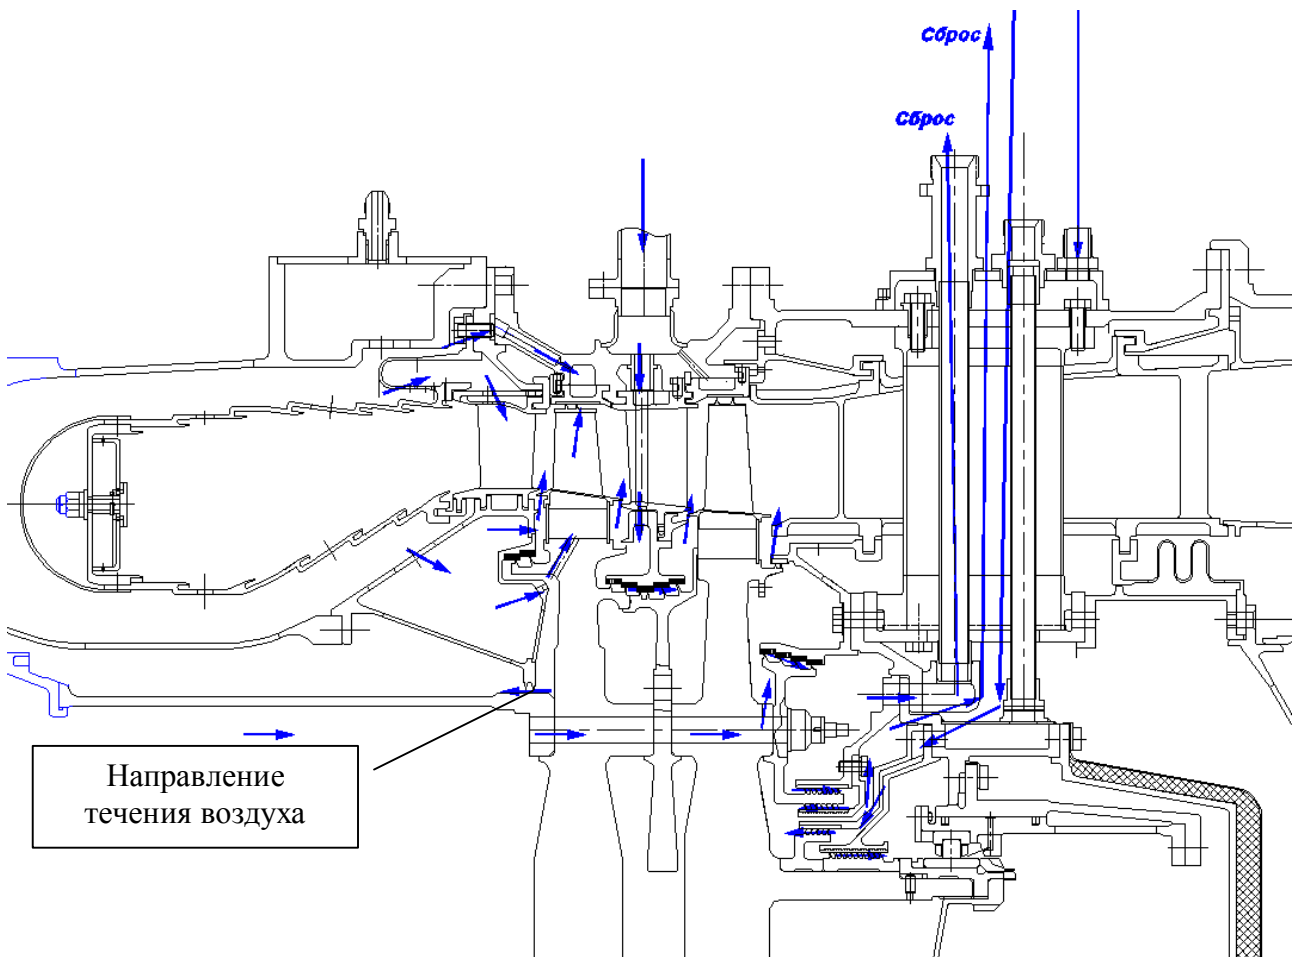 Сброс
Сброс
Направление
течения воздуха